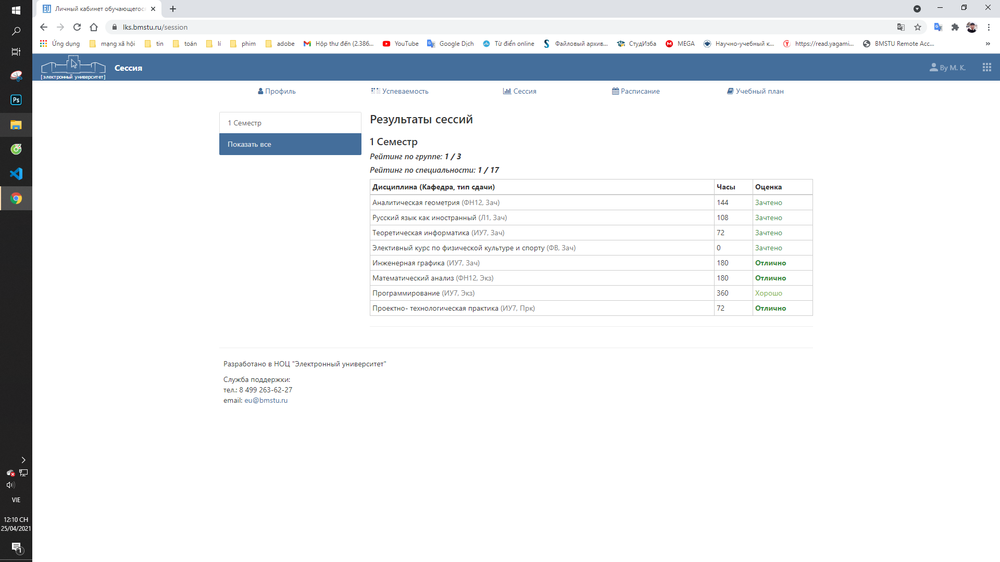 Личный кабинет обучающегос
lks.bmstu.ru/session
Ứng dụng mạng xã hội tin toán lí phim adobe Hộp thư đến (2.386... YouTube Google Dịch Từ điển online Файловый архив... СтудИзба MEGA Научно-учебный к... https://read.yagami... BMSTU Remote Acc... »
[электронный университет] Сессия By М. К.
Профиль Успеваемость Сессия Расписание Учебный план
1 Семестр
Показать все
Результаты сессий
1 Семестр
Рейтинг по группе: 1 / 3
Рейтинг по специальности: 1 / 17
Дисциплина (Кафедра, тип сдачи) Часы Оценка
Аналитическая геометрия (ФН12, Зач) 144 Зачтено
Русский язык как иностранный (Л1, Зач) 108 Зачтено
Теоретическая информатика (ИУ7, Зач) 72 Зачтено
Элективный курс по физической культуре и спорту (ФВ, Зач) 0 Зачтено
Инженерная графика (ИУ7, Зач) 180 Отлично
Математический анализ (ФН12, Экз) 180 Отлично
Программирование (ИУ7, Экз) 360 Хорошо
Проектно- технологическая практика (ИУ7, Прк) 72 Отлично
Разработано в НОЦ "Электронный университет"
Служба поддержки:
тел.: 8 499 263-62-27
email: eu@bmstu.ru
Ps
VIE
12:10 CH
25/04/2021
1